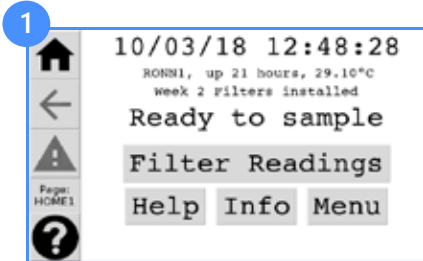 1
10/03/18 12:48:28
RONN1, up 21 hours, 29.10°C
Week 2 Filters installed
Ready to sample
Filter Readings
Help Info Menu
Page:
HOME1
?